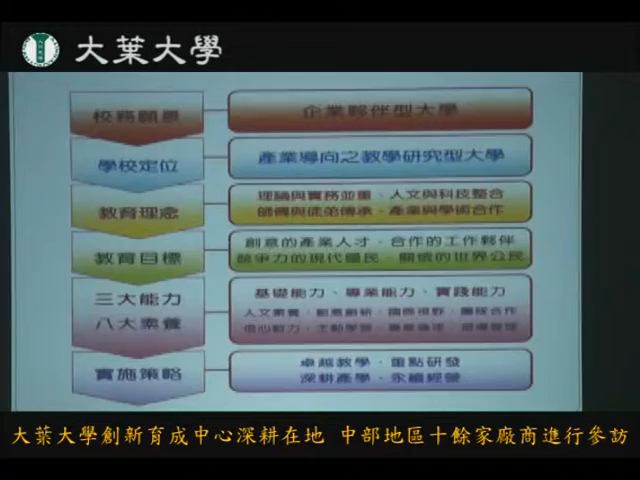 大葉大學
校務願景
企業夥伴型大學
學校定位
產業導向之教學研究型大學
教育理念
理論與實務並重、人文與科技整合
師傅與徒弟傳承、產業與學術合作
教育目標
創意的產業人才、合作的工作夥伴
競爭力的現代國民、關懷的世界公民
三大能力
八大素養
基礎能力、專業能力、實踐能力
人文素養、創意創新、國際視野、團隊合作
實施策略
卓越教學、重點研發
深耕產學、永續經營
大葉大學創新育成中心深耕在地 中部地區十餘家廠商進行參訪